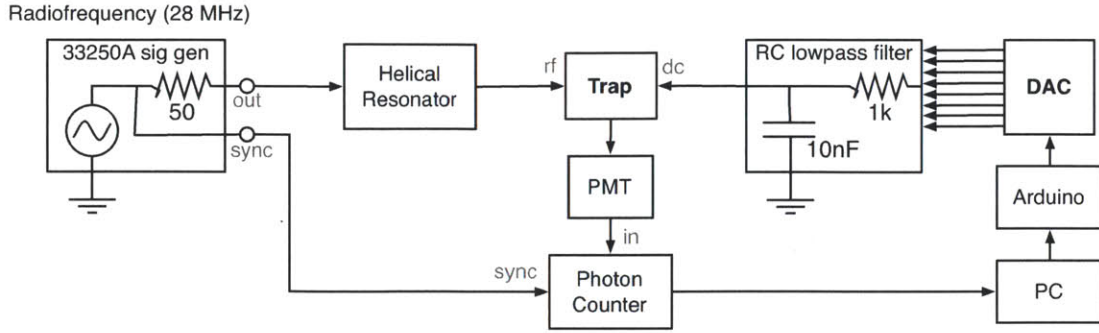 Radiofrequency (28 MHz)
33250A sig gen
50
out
sync
Helical
Resonator
rf
Trap
dc
RC lowpass filter
1k
10nF
DAC
PMT
in
Arduino
sync
Photon
Counter
PC